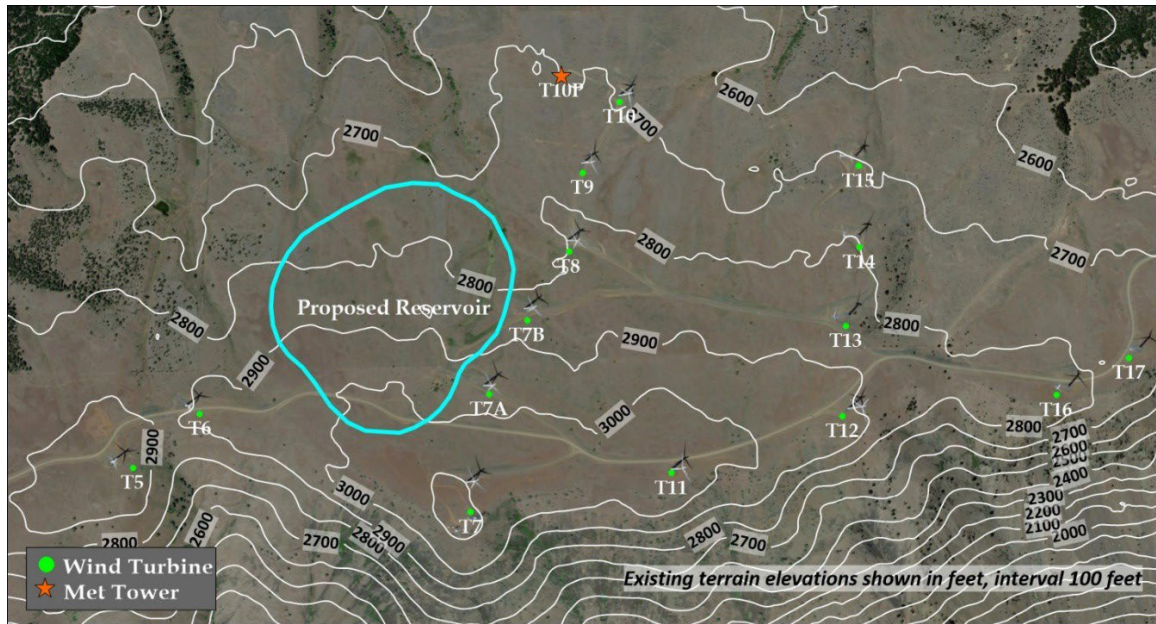 2600
T10P
T10
2700
2700
2600
T9
T15
2800
2700
T8
T14
2800
Proposed Reservoir
2800
T7B
2800
T13
2900
2900
T17
T7A
T16
T6
3000
T12
2800
2700
2600
2500
2400
2900
T5
T11
3000
2900
2800
2700
T7
2600
2800
2800
2700
2300
2200
2100
2000
Wind Turbine
Met Tower
Existing terrain elevations shown in feet, interval 100 feet